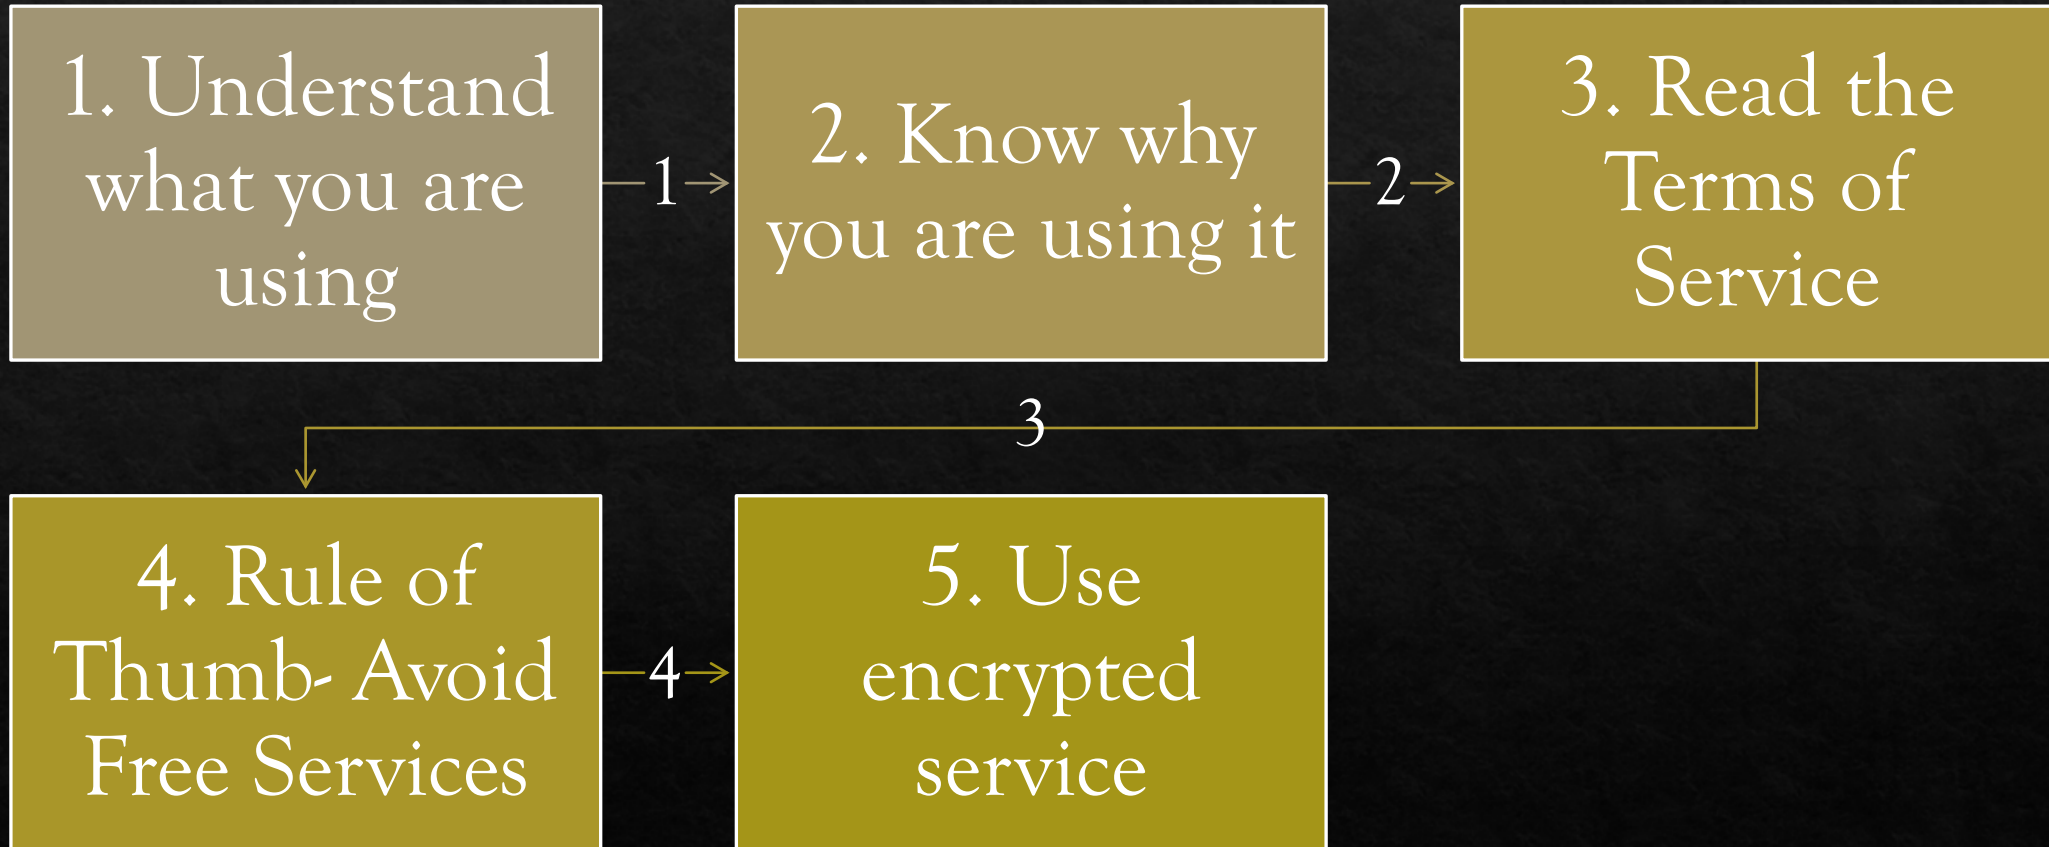 1. Understand
what you are
using
1
2. Know why
you are using it
2
3. Read the
Terms of
Service
3
4. Rule of
Thumb- Avoid
Free Services
4
5. Use
encrypted
service